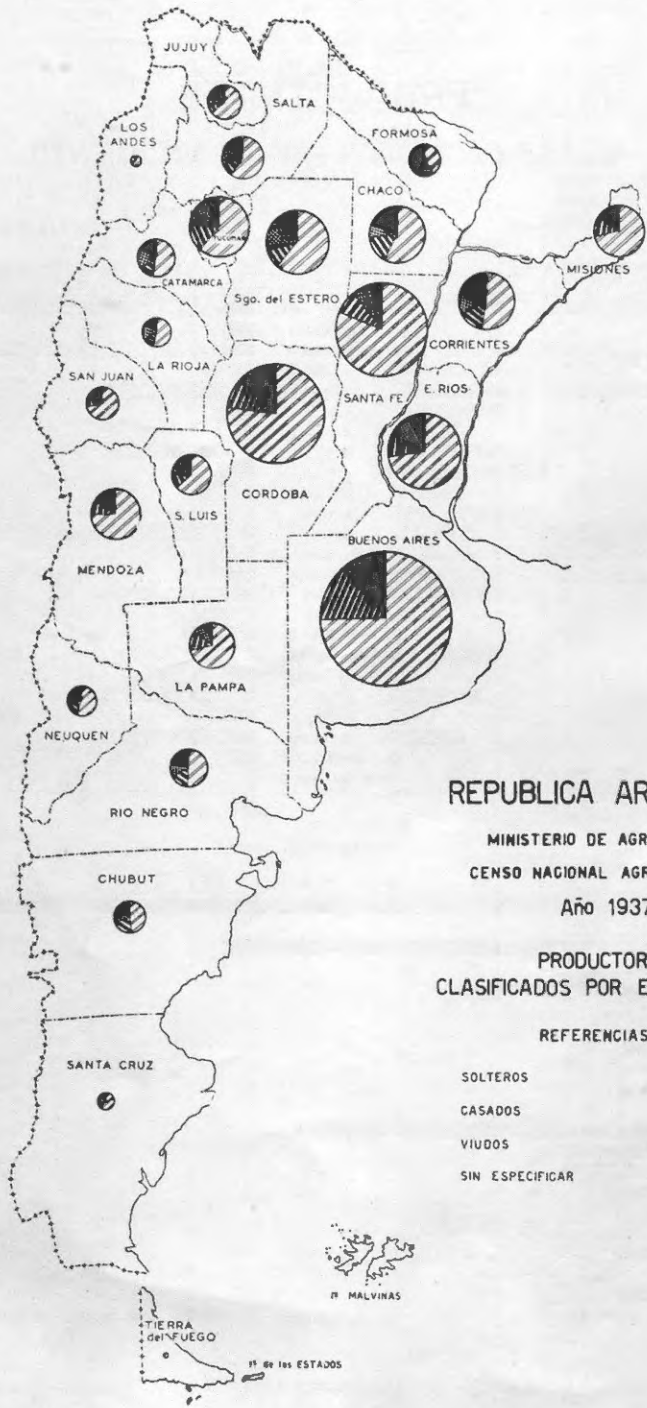 JUJUY
SALTA
LOS
ANDES
FORMOSA
CHACO
TUCUMAN
MISIONES
CATAMARCA
Sgo. del ESTERO
CORRIENTES
LA RIOJA
SAN JUAN
SANTA FE
E. RIOS
CORDOBA
S. LUIS
BUENOS AIRES
MENDOZA
LA PAMPA
NEUQUEN
RIO NEGRO
REPUBLICA AR
MINISTERIO DE AGR
CENSO NACIONAL AGR
Año 1937
CHUBUT
PRODUCTOR
CLASIFICADOS POR E
REFERENCIAS
SANTA CRUZ
SOLTEROS
CASADOS
VIUDOS
SIN ESPECIFICAR
Iˢ MALVINAS
TIERRA
del FUEGO
Iˢ de los ESTADOS